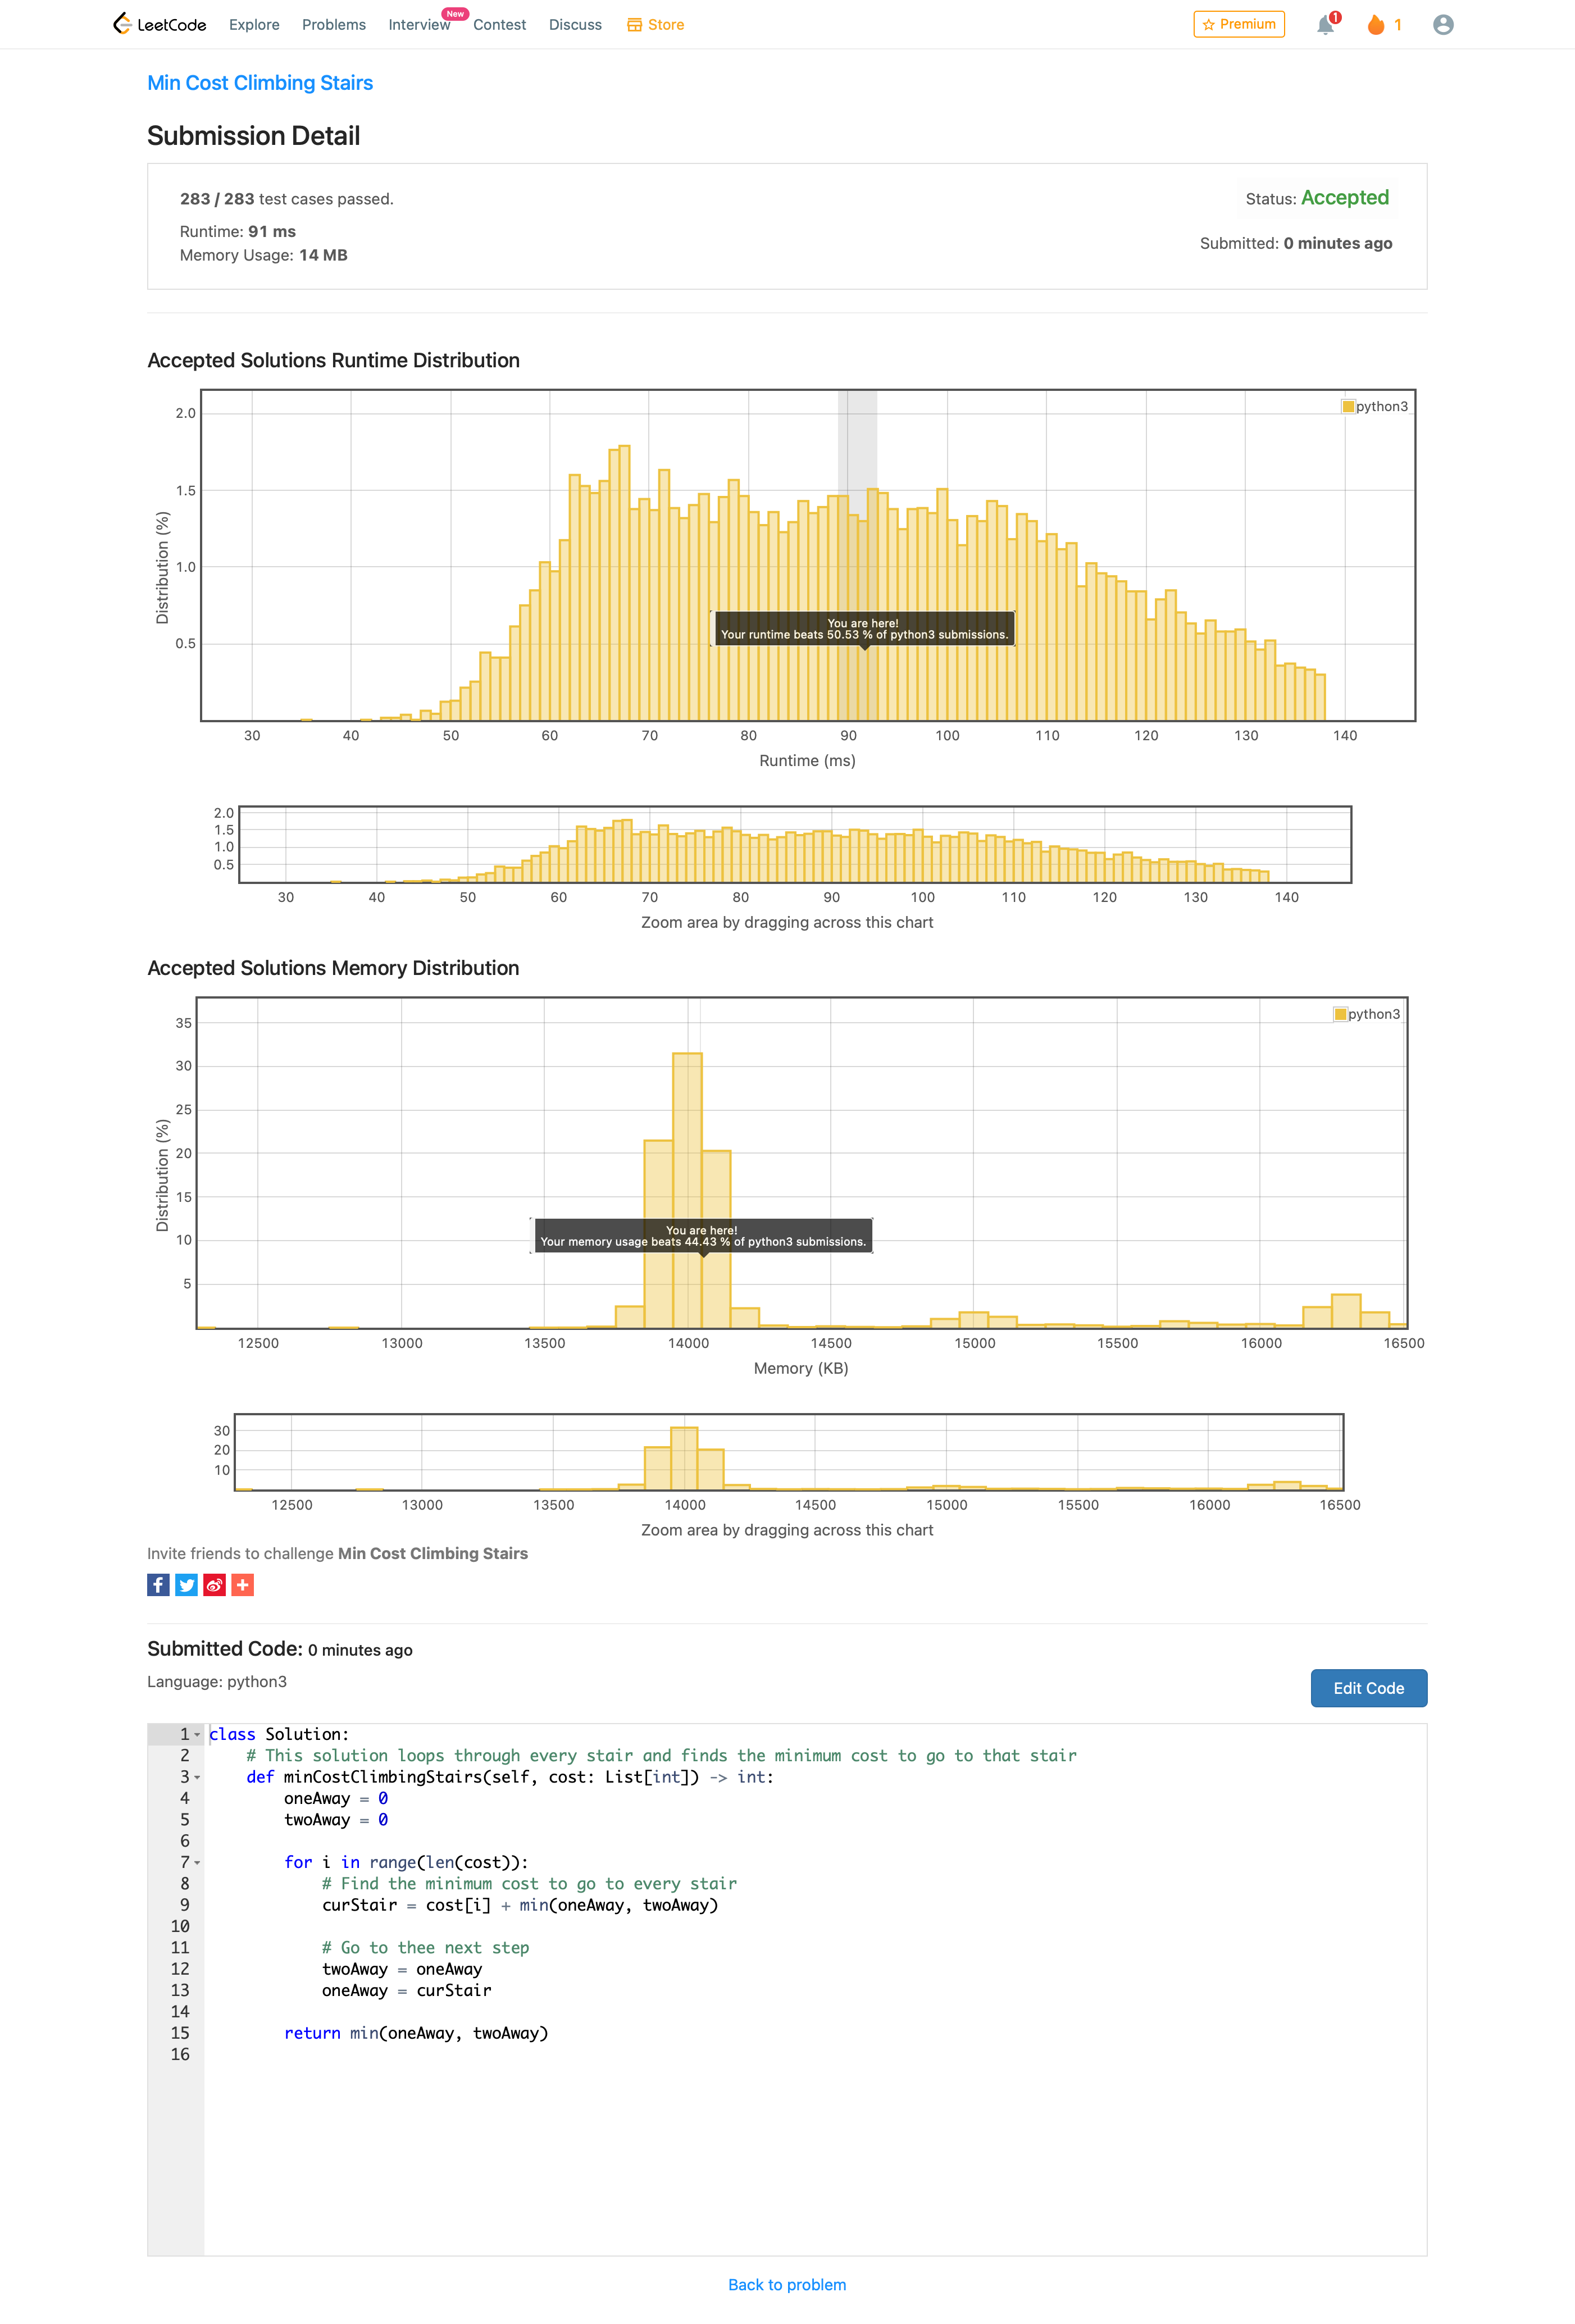 LeetCode Explore Problems Interview New Contest Discuss Store Premium 1 1
Min Cost Climbing Stairs
Submission Detail
283 / 283 test cases passed.
Status: Accepted
Runtime: 91 ms
Submitted: 0 minutes ago
Memory Usage: 14 MB
Accepted Solutions Runtime Distribution
python3
2.0
1.5
1.0
0.5
Distribution (%)
You are here!
Your runtime beats 50.53 % of python3 submissions.
30 40 50 60 70 80 90 100 110 120 130 140
Runtime (ms)
2.0
1.5
1.0
0.5
30 40 50 60 70 80 90 100 110 120 130 140
Zoom area by dragging across this chart
Accepted Solutions Memory Distribution
python3
35
30
25
20
15
10
5
Distribution (%)
You are here!
Your memory usage beats 44.43 % of python3 submissions.
12500 13000 13500 14000 14500 15000 15500 16000 16500
Memory (KB)
30
20
10
12500 13000 13500 14000 14500 15000 15500 16000 16500
Zoom area by dragging across this chart
Invite friends to challenge Min Cost Climbing Stairs
Submitted Code: 0 minutes ago
Language: python3
Edit Code
1 class Solution:
2     # This solution loops through every stair and finds the minimum cost to go to that stair
3     def minCostClimbingStairs(self, cost: List[int]) -> int:
4         oneAway = 0
5         twoAway = 0
6
7         for i in range(len(cost)):
8             # Find the minimum cost to go to every stair
9             curStair = cost[i] + min(oneAway, twoAway)
10
11             # Go to thee next step
12             twoAway = oneAway
13             oneAway = curStair
14
15         return min(oneAway, twoAway)
16
Back to problem